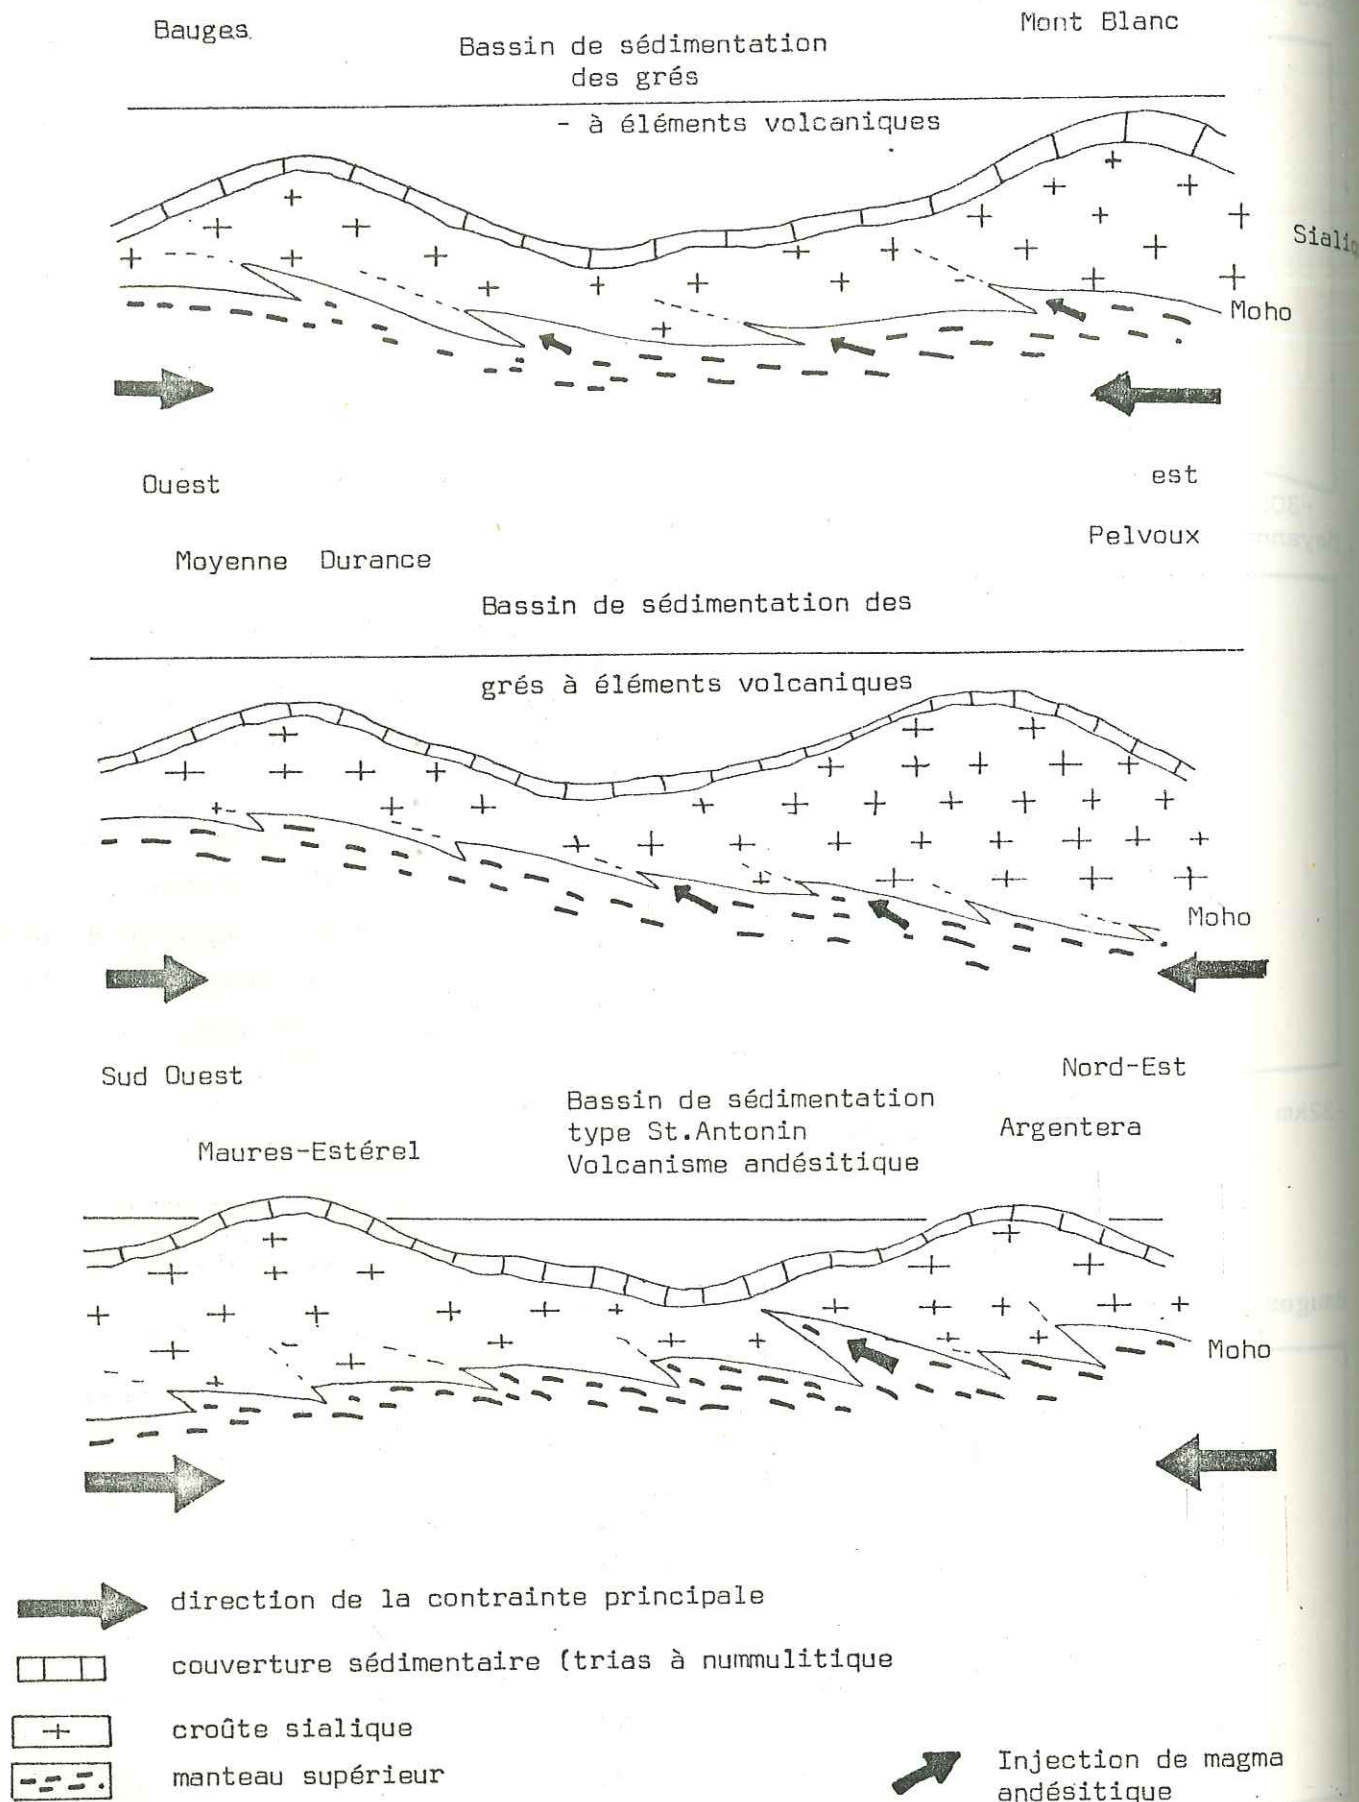 Bauges.
Mont Blanc
Bassin de sédimentation
des grés
- à éléments volcaniques
Moho
Ouest
est
Pelvoux
Moyenne Durance
Bassin de sédimentation des
grés à éléments volcaniques
Moho
Sud Ouest
Nord-Est
Bassin de sédimentation
type St.Antonin
Volcanisme andésitique
Maures-Estérel
Argentera
Moho
direction de la contrainte principale
couverture sédimentaire (trias à nummulitique
croûte sialique
manteau supérieur
Injection de magma
andésitique